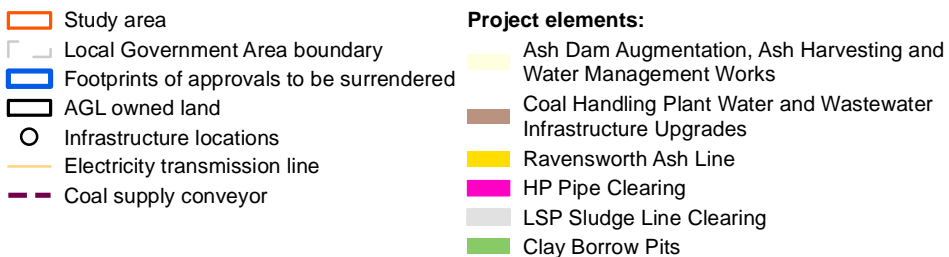 Study area
Local Government Area boundary
Footprints of approvals to be surrendered
AGL owned land
Infrastructure locations
Electricity transmission line
Coal supply conveyor
Project elements:
Ash Dam Augmentation, Ash Harvesting and
Water Management Works
Coal Handling Plant Water and Wastewater
Infrastructure Upgrades
Ravensworth Ash Line
HP Pipe Clearing
LSP Sludge Line Clearing
Clay Borrow Pits